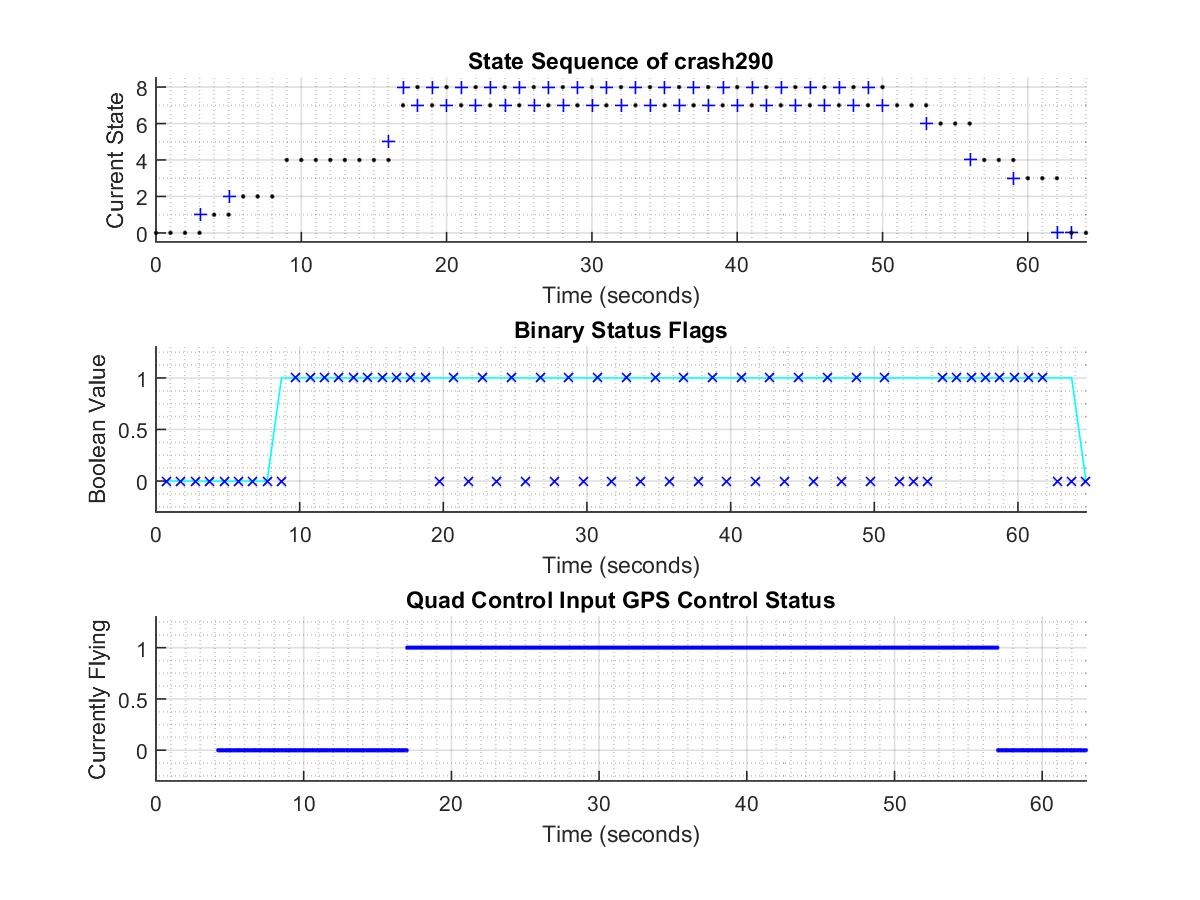 State Sequence of crash290
Current State
8
6
4
2
0
0 10 20 30 40 50 60
Time (seconds)
Binary Status Flags
Boolean Value
1
0.5
0
0 10 20 30 40 50 60
Time (seconds)
Quad Control Input GPS Control Status
Currently Flying
1
0.5
0
0 10 20 30 40 50 60
Time (seconds)